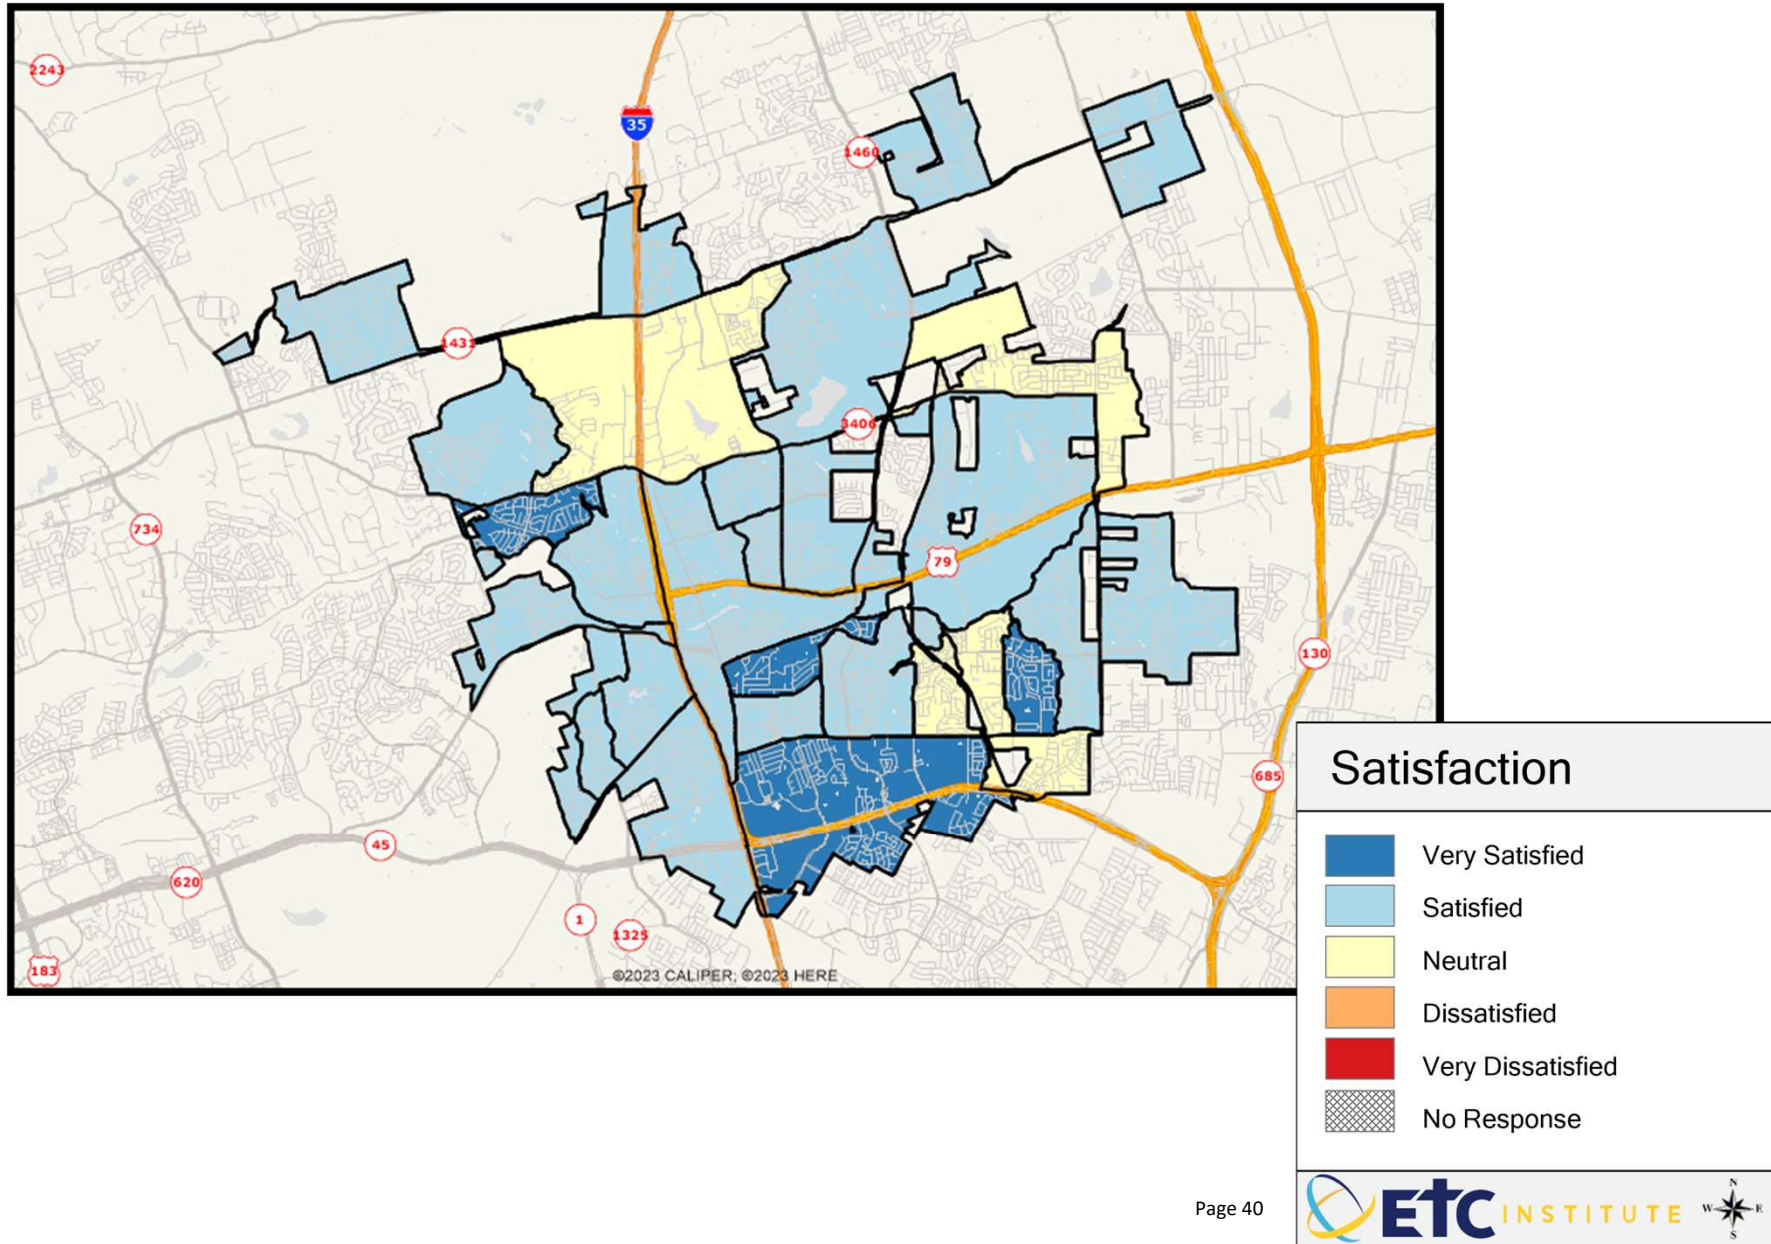 2243
35
1460
1431
3406
734
79
130
685
45
620
1
1325
183
©2023 CALIPER; ©2023 HERE
Satisfaction
Very Satisfied
Satisfied
Neutral
Dissatisfied
Very Dissatisfied
No Response
Page 40
ETC INSTITUTE
N
W E
S